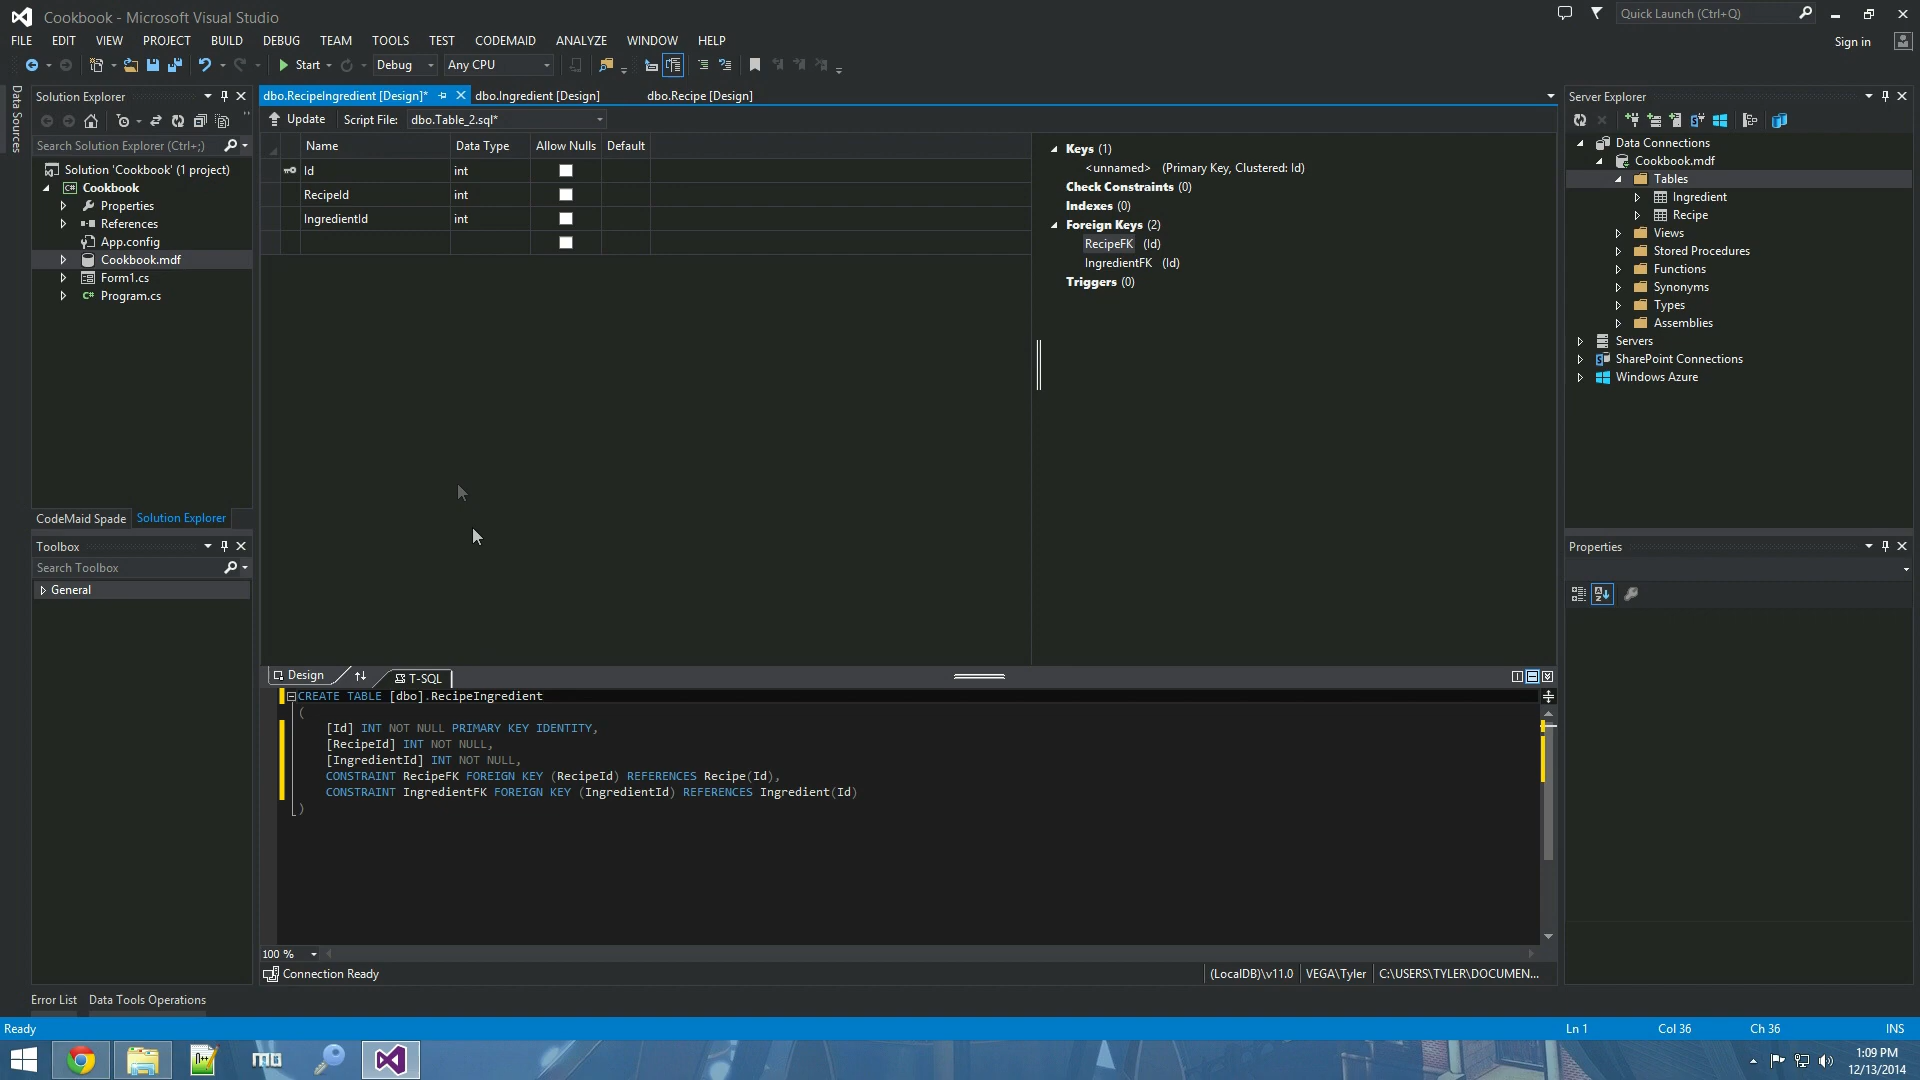 Cookbook - Microsoft Visual Studio
Quick Launch (Ctrl+Q)
FILE EDIT VIEW PROJECT BUILD DEBUG TEAM TOOLS TEST CODEMAID ANALYZE WINDOW HELP
Sign in
Start Debug Any CPU
Data Sources
Solution Explorer
Search Solution Explorer (Ctrl+;)
Solution 'Cookbook' (1 project)
Cookbook
Properties
References
App.config
Cookbook.mdf
Form1.cs
Program.cs
CodeMaid Spade Solution Explorer
Toolbox
Search Toolbox
General
dbo.RecipeIngredient [Design]* dbo.Ingredient [Design] dbo.Recipe [Design]
Update Script File: dbo.Table_2.sql*
Name Data Type Allow Nulls Default
Id int
RecipeId int
IngredientId int
Keys (1)
<unnamed> (Primary Key, Clustered: Id)
Check Constraints (0)
Indexes (0)
Foreign Keys (2)
RecipeFK (Id)
IngredientFK (Id)
Triggers (0)
Design T-SQL
CREATE TABLE [dbo].RecipeIngredient
(
[Id] INT NOT NULL PRIMARY KEY IDENTITY,
[RecipeId] INT NOT NULL,
[IngredientId] INT NOT NULL,
CONSTRAINT RecipeFK FOREIGN KEY (RecipeId) REFERENCES Recipe(Id),
CONSTRAINT IngredientFK FOREIGN KEY (IngredientId) REFERENCES Ingredient(Id)
)
100 %
Connection Ready (LocalDB)\v11.0 VEGA\Tyler C:\USERS\TYLER\DOCUMEN...
Server Explorer
Data Connections
Cookbook.mdf
Tables
Ingredient
Recipe
Views
Stored Procedures
Functions
Synonyms
Types
Assemblies
Servers
SharePoint Connections
Windows Azure
Properties
Error List Data Tools Operations
Ready Ln 1 Col 36 Ch 36 INS
1:09 PM
12/13/2014